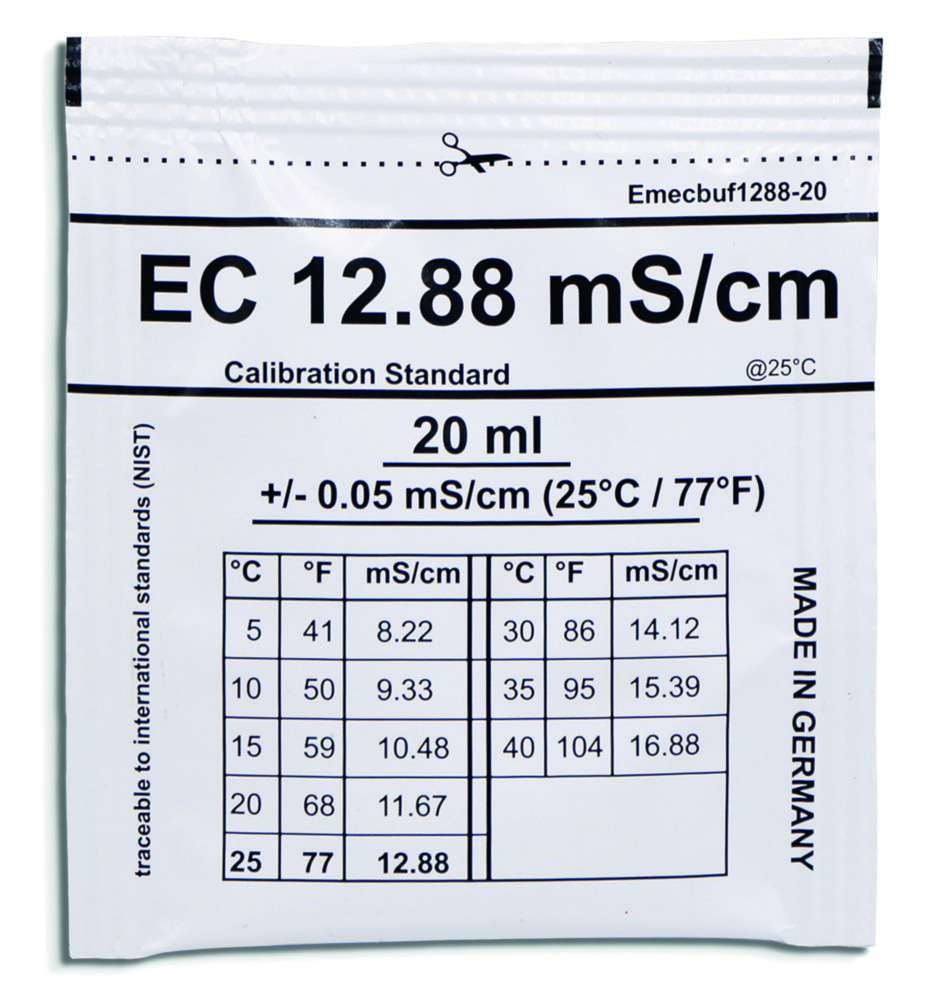 Emecbuf1288-20
EC 12.88 mS/cm
Calibration Standard @25°C
20 ml
+/- 0.05 mS/cm (25°C / 77°F)
traceable to international standards (NIST)
°C °F mS/cm °C °F mS/cm
5 41 8.22 30 86 14.12
10 50 9.33 35 95 15.39
15 59 10.48 40 104 16.88
20 68 11.67
25 77 12.88
MADE IN GERMANY